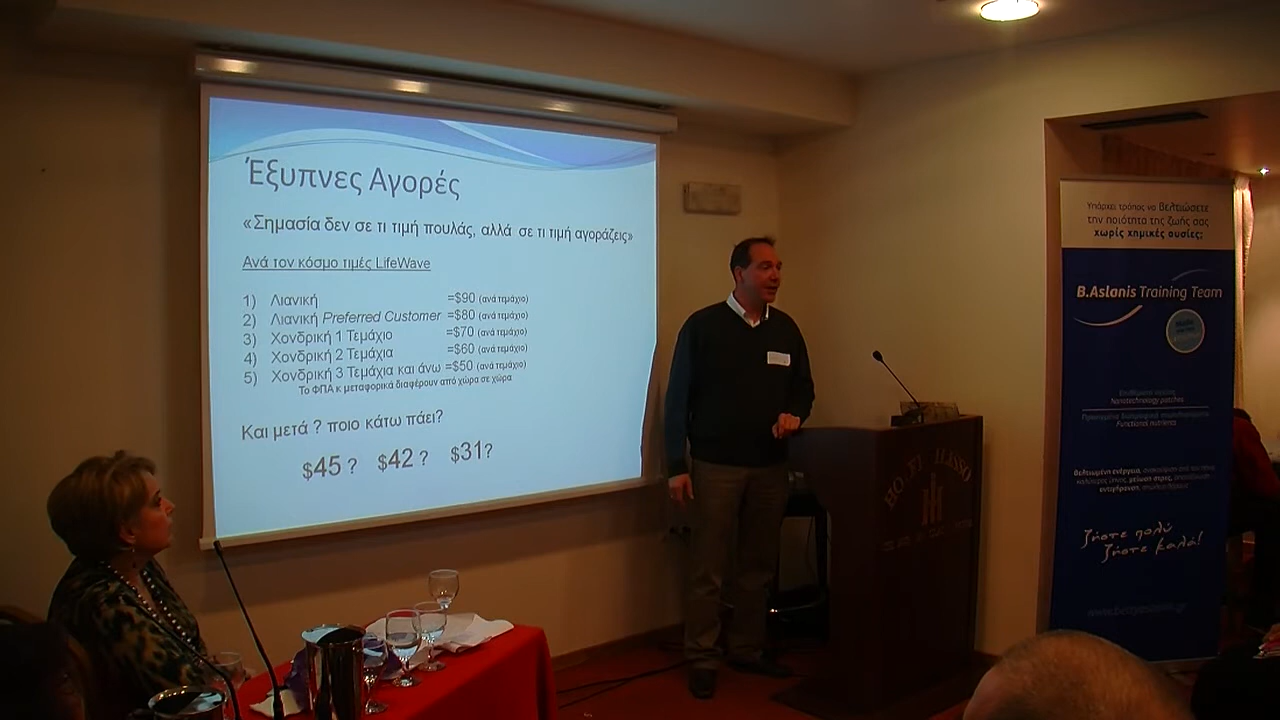 Έξυπνες Αγορές
«Σημασία δεν σε τι τιμή πουλάς, αλλά σε τι τιμή αγοράζεις»
Ανά τον κόσμο τιμές LifeWave
1) Λιανική =$90 (ανά τεμάχιο)
2) Λιανική Preferred Customer =$80 (ανά τεμάχιο)
3) Χονδρική 1 Τεμάχιο =$70 (ανά τεμάχιο)
4) Χονδρική 2 Τεμάχια =$60 (ανά τεμάχιο)
5) Χονδρική 3 Τεμάχια και άνω =$50 (ανά τεμάχιο)
Το ΦΠΑ κ μεταφορικά διαφέρουν από χώρα σε χώρα
Και μετά ? ποιο κάτω πάει?
$45 ? $42 ? $31?
Υπάρχει τρόπος να βελτιώσετε
την ποιότητα της ζωής σας
χωρίς χημικές ουσίες;
B.Aslanis Training Team
Nanotechnology patches
Functional nutrients
ζήστε πολύ
ζήστε καλά!